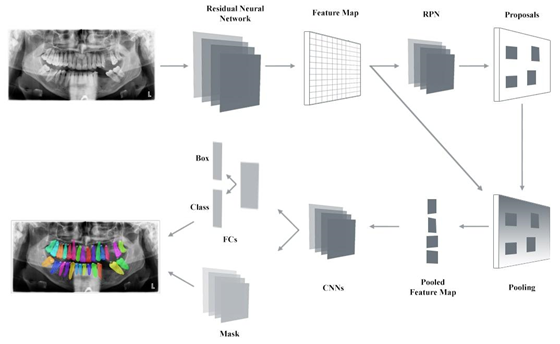 Residual Neural
Network
Feature Map
RPN
Proposals
L
Box
Class
FCs
CNNs
Pooled
Feature Map
Pooling
L
Mask